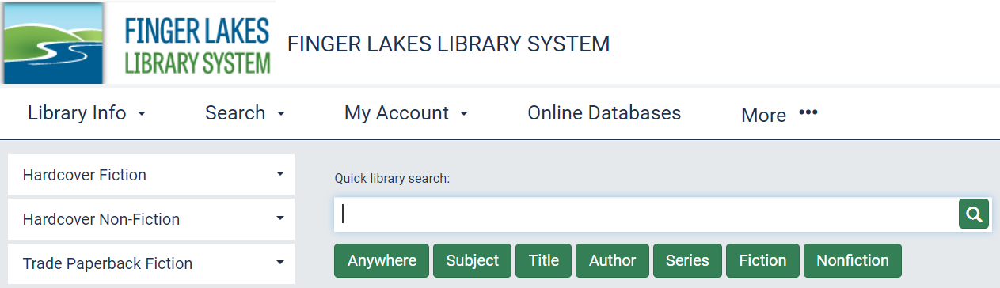 FINGER LAKES
LIBRARY SYSTEM
FINGER LAKES LIBRARY SYSTEM
Library Info
Search
My Account
Online Databases
More •••
Hardcover Fiction
Hardcover Non-Fiction
Trade Paperback Fiction
Quick library search:
Anywhere
Subject
Title
Author
Series
Fiction
Nonfiction